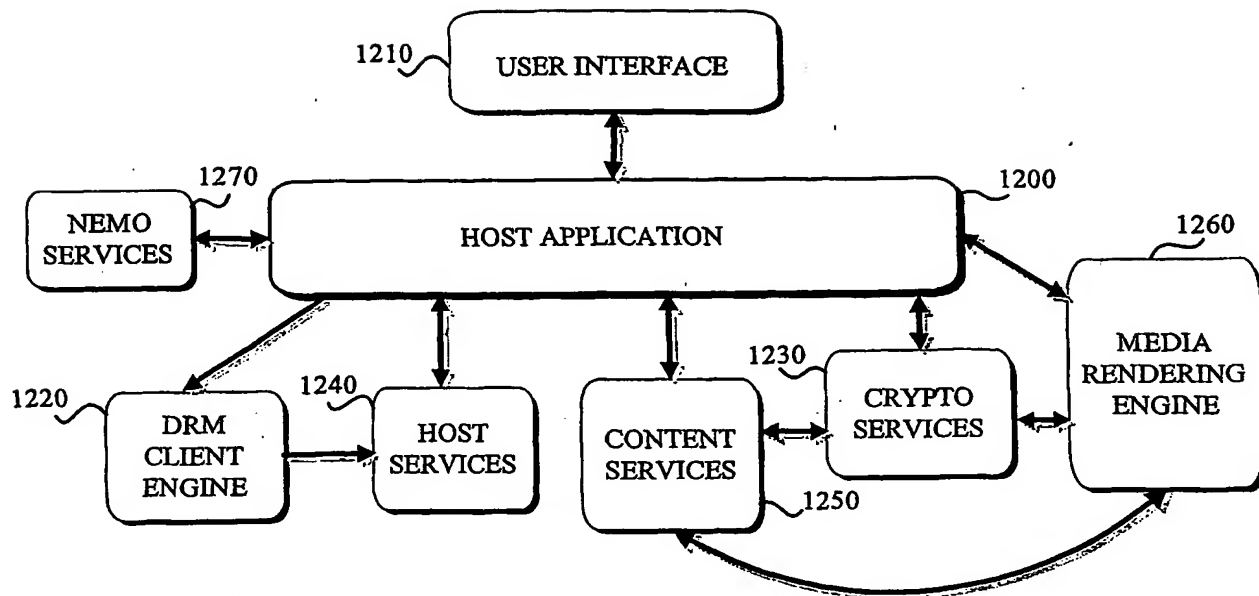 1210
USER INTERFACE
1270
1200
NEMO
SERVICES
HOST APPLICATION
1260
MEDIA
RENDERING
ENGINE
1220
DRM
CLIENT
ENGINE
1240
HOST
SERVICES
CONTENT
SERVICES
1250
1230
CRYPTO
SERVICES